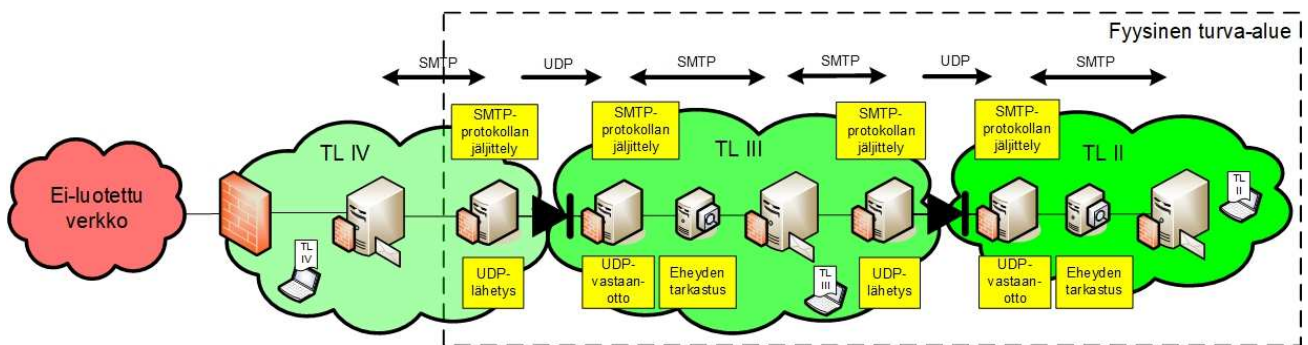 Fyysinen turva-alue
SMTP
UDP
SMTP
SMTP
UDP
SMTP
SMTP-
protokollan
jäljittely
SMTP-
protokollan
jäljittely
SMTP-
protokollan
jäljittely
SMTP-
protokollan
jäljittely
TL IV
TL III
TL II
Ei-luotettu
verkko
TL
IV
TL
III
TL
II
UDP-
lähetys
UDP-
vastaan-
otto
Eheyden
tarkastus
UDP-
lähetys
UDP-
vastaan-
otto
Eheyden
tarkastus